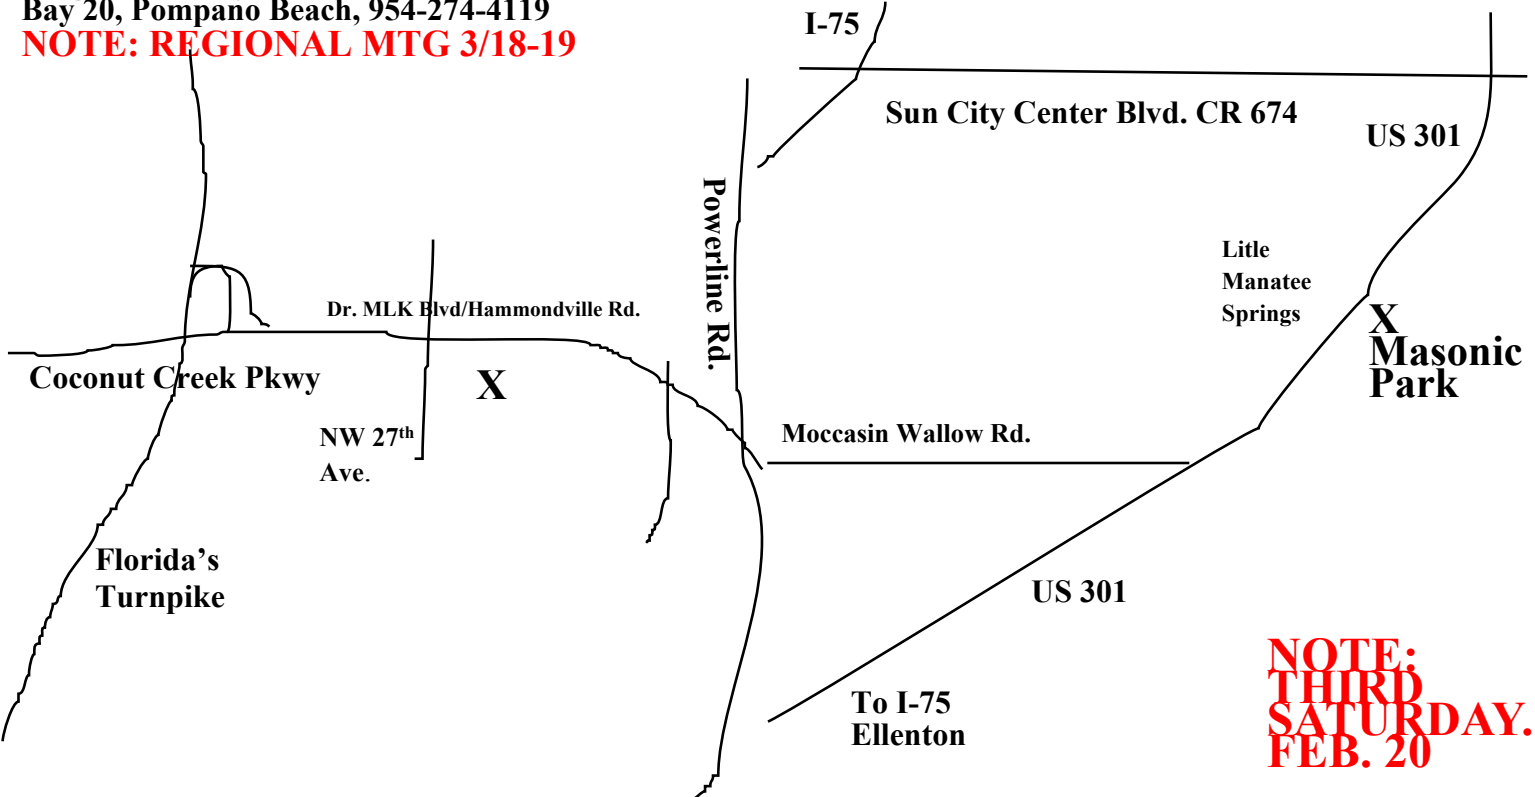 Bay 20, Pompano Beach, 954-274-4119
NOTE: REGIONAL MTG 3/18-19
Dr. MLK Blvd/Hammondville Rd.
Powerline Rd.
Coconut Creek Pkwy
X
NW 27th
Ave.
Florida’s
Turnpike
I-75
Sun City Center Blvd. CR 674
US 301
Litle
Manatee
Springs
X
Masonic
Park
Moccasin Wallow Rd.
US 301
To I-75
Ellenton
NOTE:
THIRD
SATURDAY.
FEB. 20